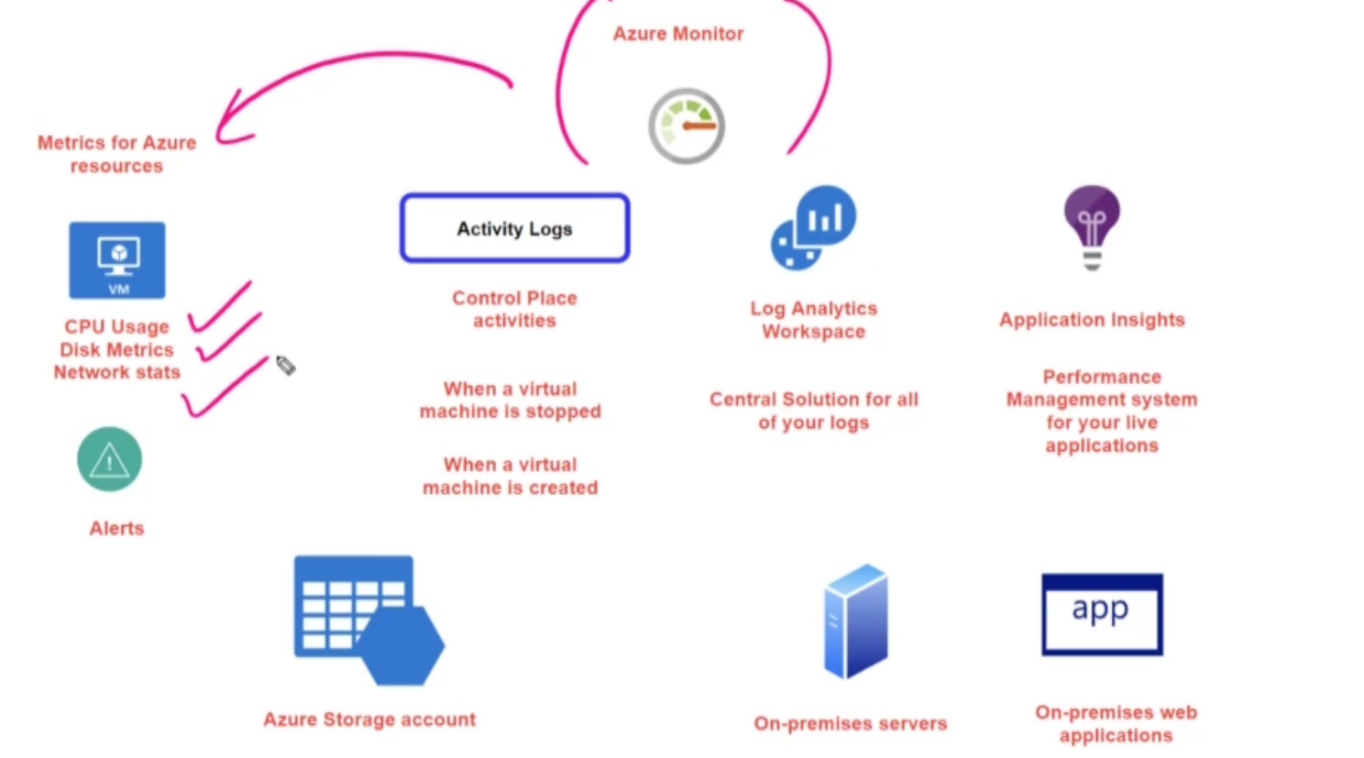 Azure Monitor
Metrics for Azure
resources
VM
CPU Usage
Disk Metrics
Network stats
Alerts
Activity Logs
Control Place
activities
When a virtual
machine is stopped
When a virtual
machine is created
Log Analytics
Workspace
Central Solution for all
of your logs
Application Insights
Performance
Management system
for your live
applications
Azure Storage account
On-premises servers
app
On-premises web
applications